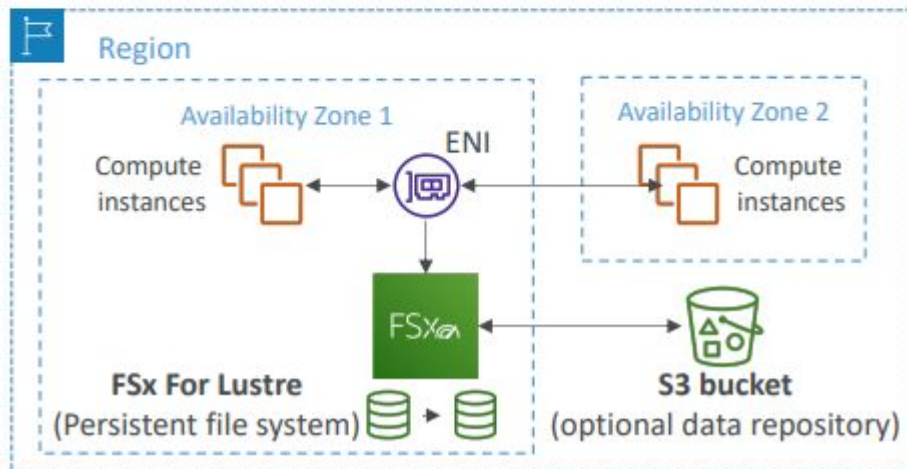 Region
Availability Zone 1
Availability Zone 2
ENI
Compute
instances
Compute
instances
FSx
FSx For Lustre
(Persistent file system)
S3 bucket
(optional data repository)